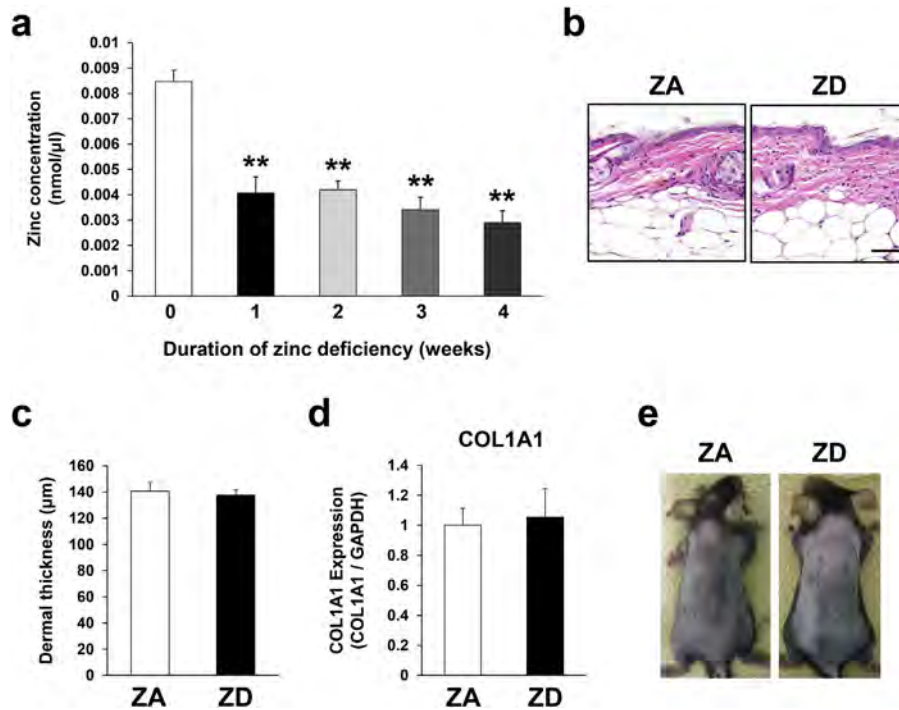 a
Zinc concentration
(nmol/µl)
0.01
0.009
0.008
0.007
0.006
0.005
0.004
0.003
0.002
0.001
0
** ** ** **
0 1 2 3 4
Duration of zinc deficiency (weeks)
b
ZA ZD
c
Dermal thickness (µm)
160
140
120
100
80
60
40
20
0
ZA ZD
d
COL1A1
COL1A1 Expression
(COL1A1 / GAPDH)
1.4
1.2
1
0.8
0.6
0.4
0.2
0
ZA ZD
e
ZA ZD